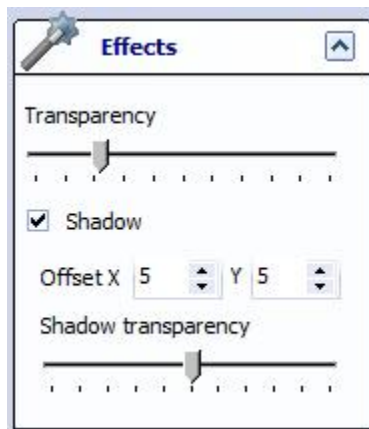 Effects
Transparency
Shadow
Offset X 5 Y 5
Shadow transparency